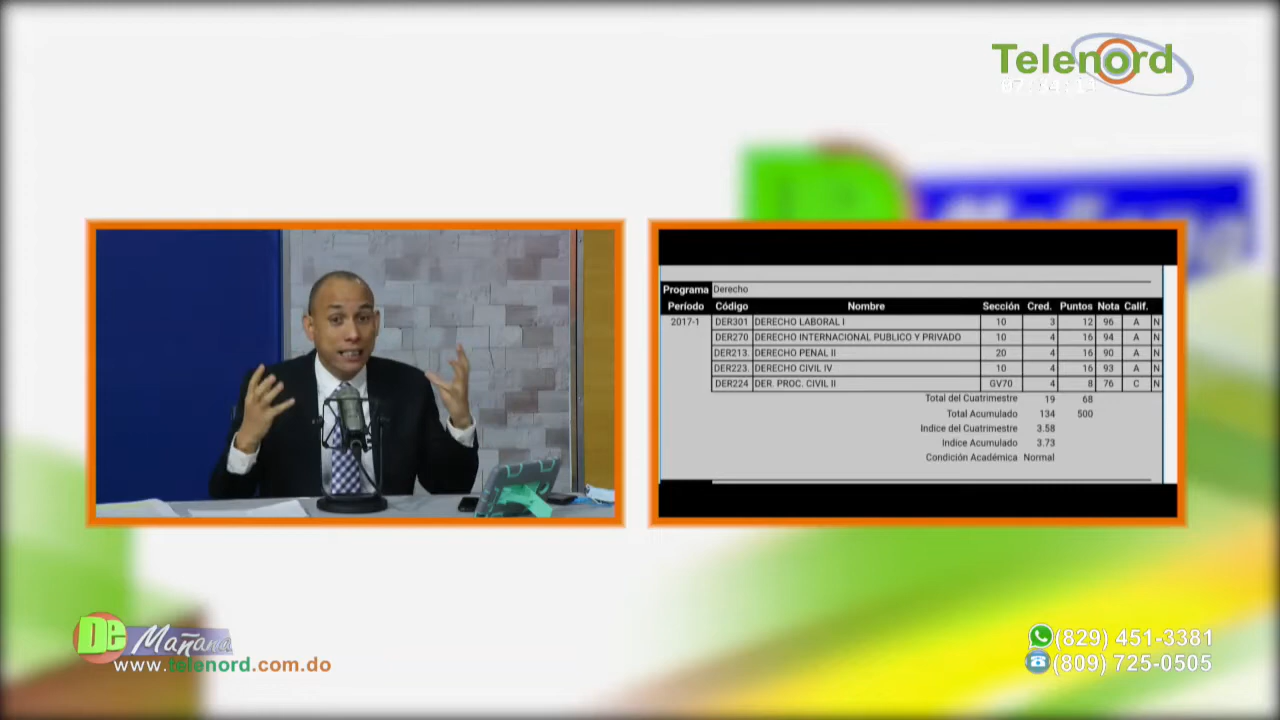 Telenord
Programa Derecho
Período Código Nombre Sección Cred. Puntos Nota Calif.
2017-1 DER301 DERECHO LABORAL I 10 3 12 96 A N
DER270 DERECHO INTERNACIONAL PUBLICO Y PRIVADO 10 4 16 94 A N
DER213. DERECHO PENAL II 20 4 16 90 A N
DER223. DERECHO CIVIL IV 10 4 16 93 A N
DER224 DER. PROC. CIVIL II GV70 4 8 76 C N
Total del Cuatrimestre 19 68
Total Acumulado 134 500
Indice del Cuatrimestre 3.58
Indice Acumulado 3.73
Condición Académica Normal
De Mañana
www.telenord.com.do
(829) 451-3381
(809) 725-0505